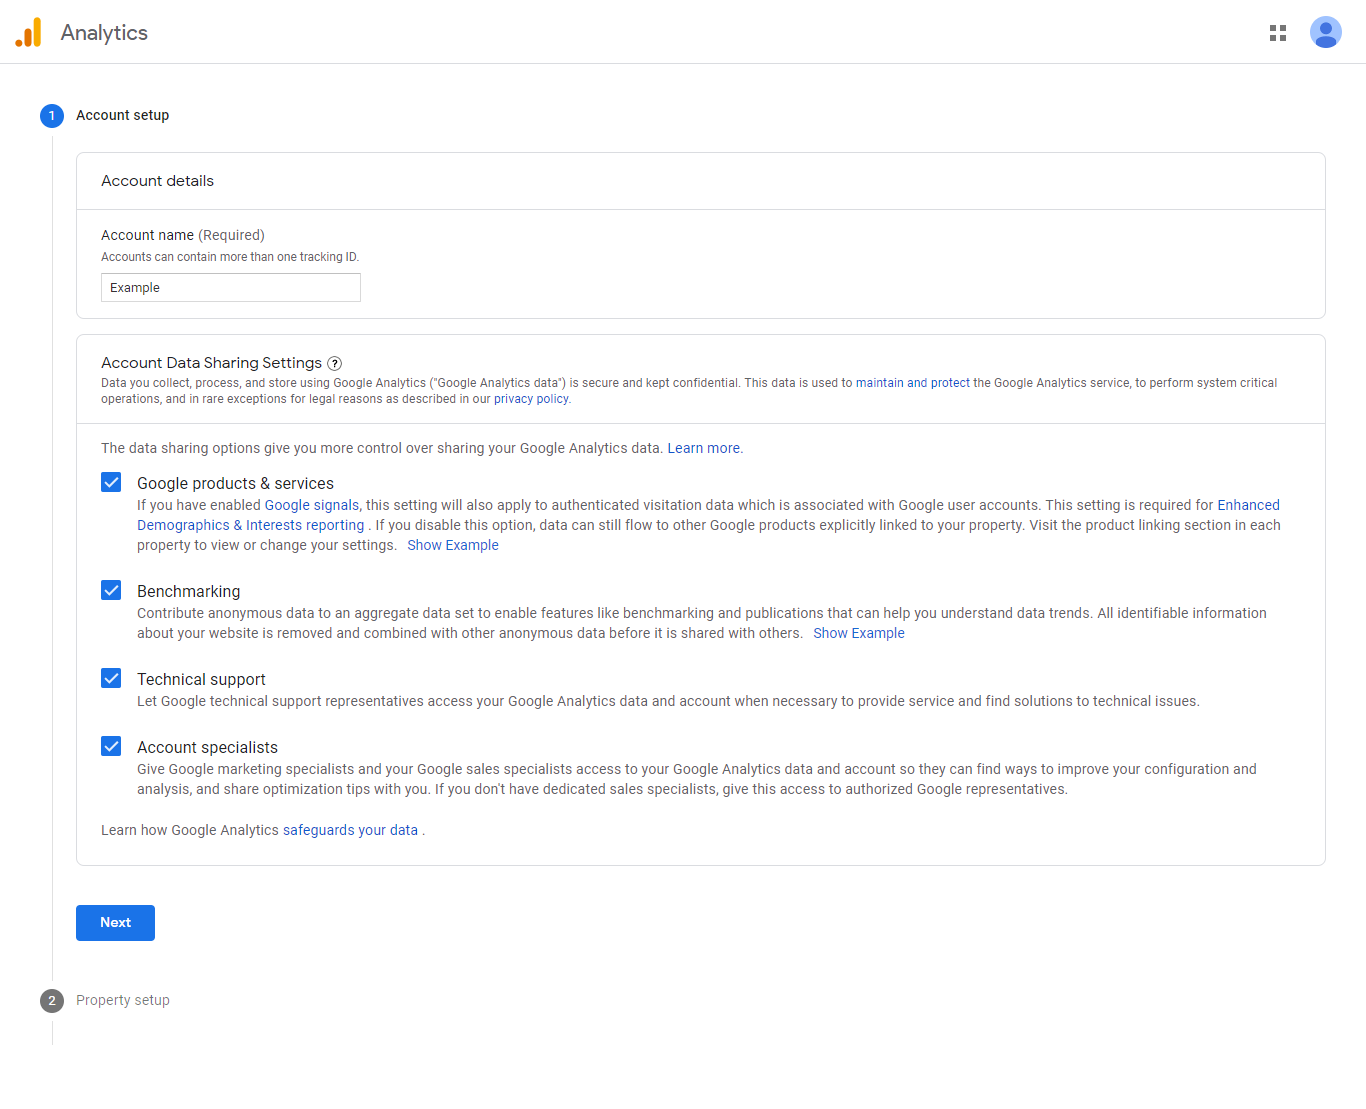 Analytics
1 Account setup
Account details
Account name (Required)
Accounts can contain more than one tracking ID.
Example
Account Data Sharing Settings ?
Data you collect, process, and store using Google Analytics ("Google Analytics data") is secure and kept confidential. This data is used to maintain and protect the Google Analytics service, to perform system critical
operations, and in rare exceptions for legal reasons as described in our privacy policy.
The data sharing options give you more control over sharing your Google Analytics data. Learn more.
Google products & services
If you have enabled Google signals, this setting will also apply to authenticated visitation data which is associated with Google user accounts. This setting is required for Enhanced
Demographics & Interests reporting . If you disable this option, data can still flow to other Google products explicitly linked to your property. Visit the product linking section in each
property to view or change your settings. Show Example
Benchmarking
Contribute anonymous data to an aggregate data set to enable features like benchmarking and publications that can help you understand data trends. All identifiable information
about your website is removed and combined with other anonymous data before it is shared with others. Show Example
Technical support
Let Google technical support representatives access your Google Analytics data and account when necessary to provide service and find solutions to technical issues.
Account specialists
Give Google marketing specialists and your Google sales specialists access to your Google Analytics data and account so they can find ways to improve your configuration and
analysis, and share optimization tips with you. If you don't have dedicated sales specialists, give this access to authorized Google representatives.
Learn how Google Analytics safeguards your data .
Next
2 Property setup